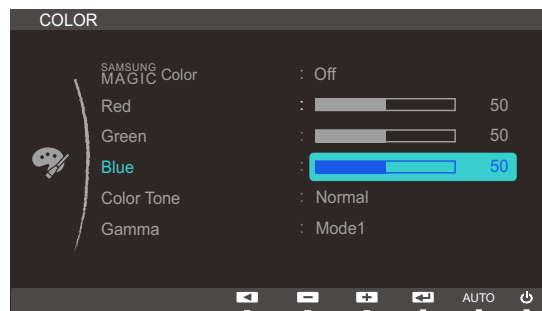 COLOR
SAMSUNG MAGIC Color : Off
Red : 50
Green : 50
Blue : 50
Color Tone : Normal
Gamma : Mode1
AUTO